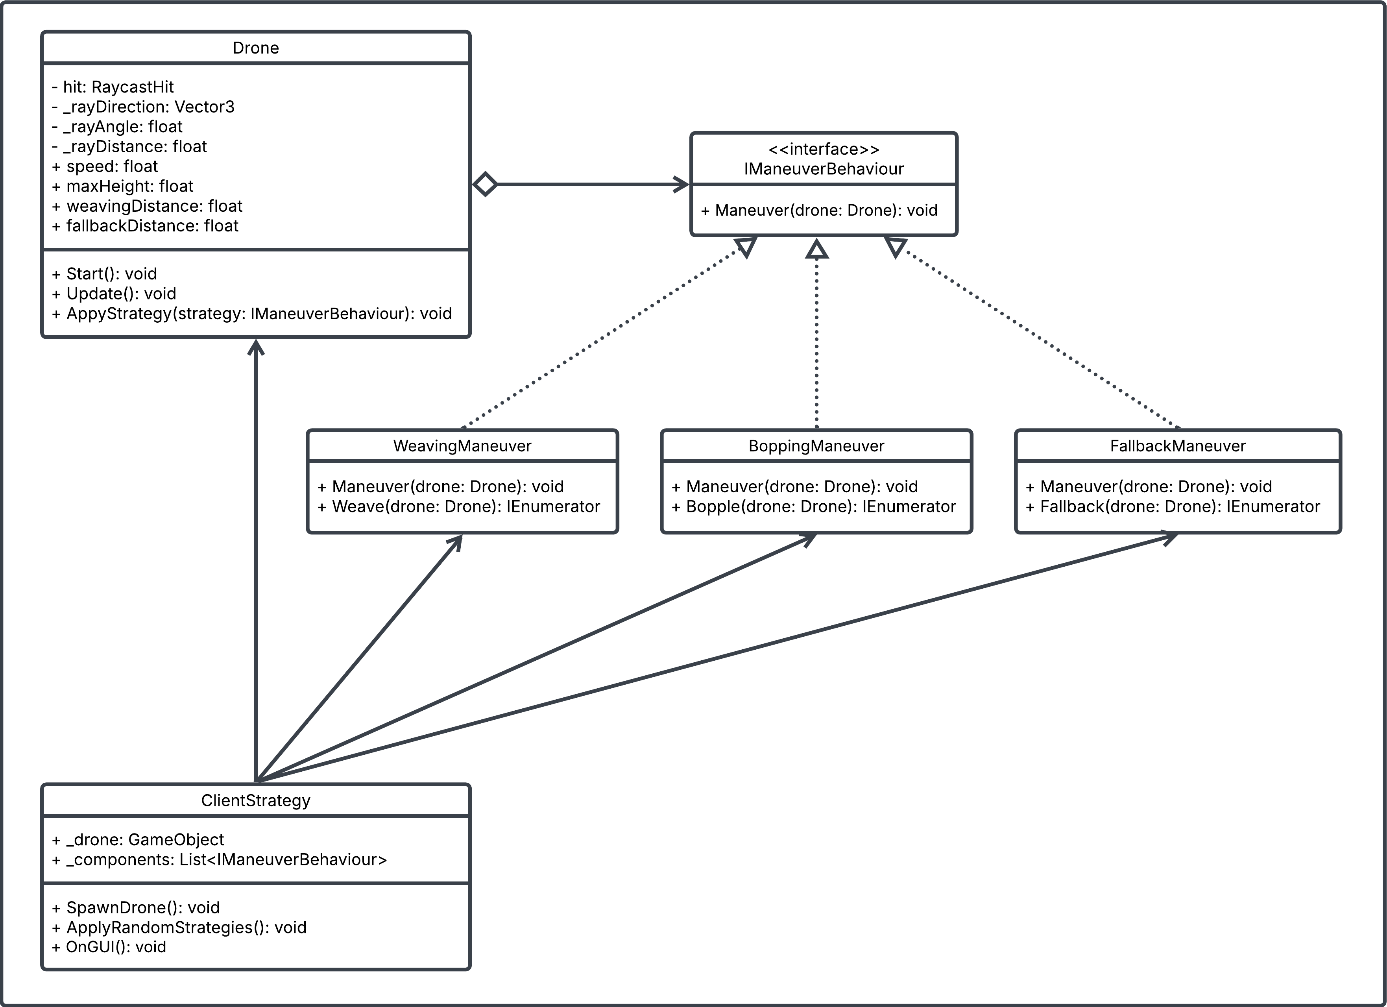 Drone
- hit: RaycastHit
- _rayDirection: Vector3
- _rayAngle: float
- _rayDistance: float
+ speed: float
+ maxHeight: float
+ weavingDistance: float
+ fallbackDistance: float
+ Start(): void
+ Update(): void
+ AppyStrategy(strategy: IManeuverBehaviour): void
<<interface>>
IManeuverBehaviour
+ Maneuver(drone: Drone): void
WeavingManeuver
+ Maneuver(drone: Drone): void
+ Weave(drone: Drone): IEnumerator
BoppingManeuver
+ Maneuver(drone: Drone): void
+ Bopple(drone: Drone): IEnumerator
FallbackManeuver
+ Maneuver(drone: Drone): void
+ Fallback(drone: Drone): IEnumerator
ClientStrategy
+ _drone: GameObject
+ _components: List<IManeuverBehaviour>
+ SpawnDrone(): void
+ ApplyRandomStrategies(): void
+ OnGUI(): void